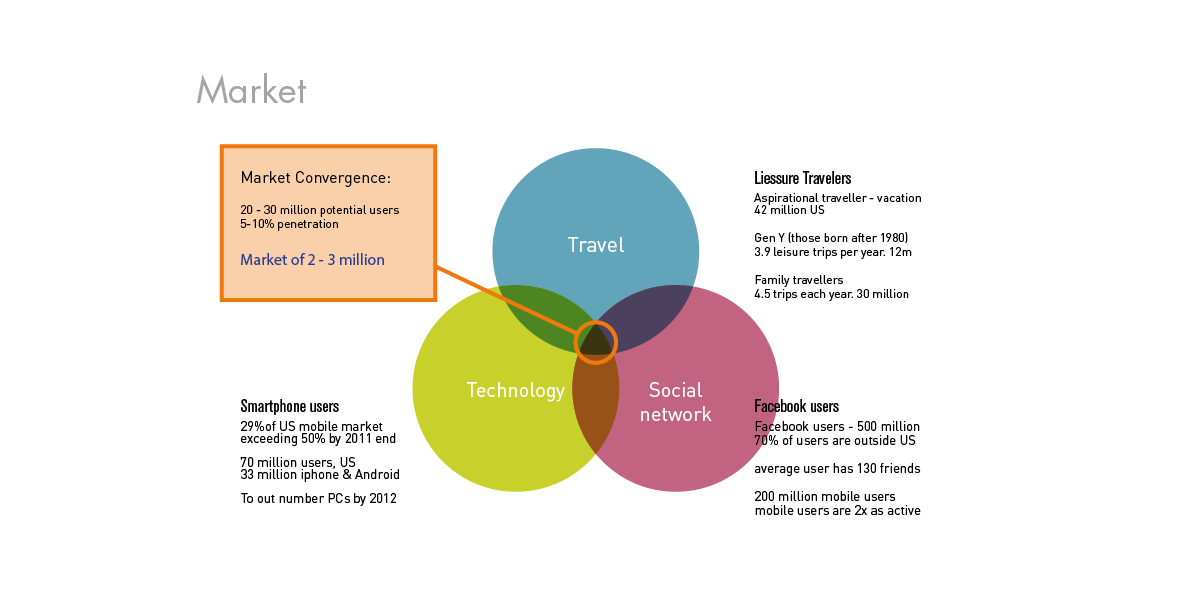 Market
Market Convergence:
20 - 30 million potential users
5-10% penetration
Market of 2 - 3 million
Travel
Technology
Social
network
Liessure Travelers
Aspirational traveller - vacation
42 million US
Gen Y (those born after 1980)
3.9 leisure trips per year. 12m
Family travellers
4.5 trips each year. 30 million
Smartphone users
29%of US mobile market
exceeding 50% by 2011 end
70 million users, US
33 million iphone & Android
To out number PCs by 2012
Facebook users
Facebook users - 500 million
70% of users are outside US
average user has 130 friends
200 million mobile users
mobile users are 2x as active